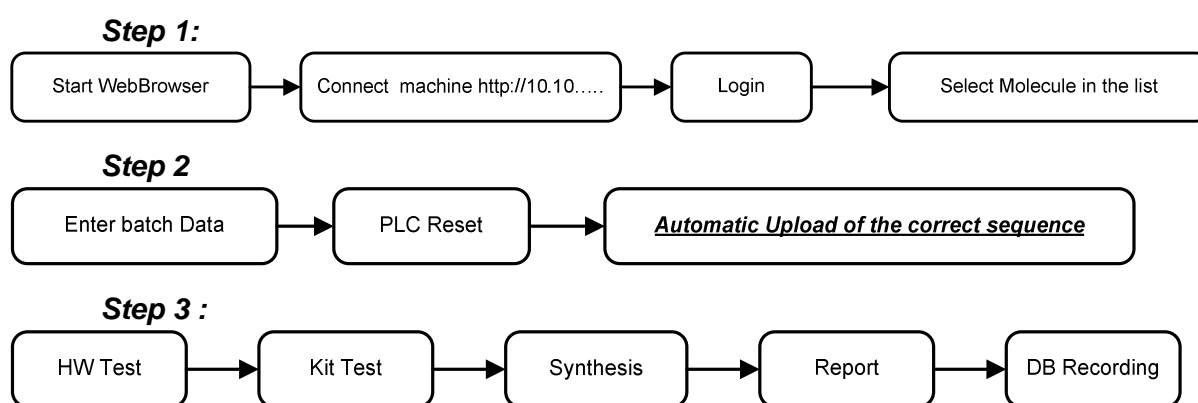 Step 1:
Start WebBrowser
Connect machine http://10.10.....
Login
Select Molecule in the list
Step 2
Enter batch Data
PLC Reset
Automatic Upload of the correct sequence
Step 3 :
HW Test
Kit Test
Synthesis
Report
DB Recording